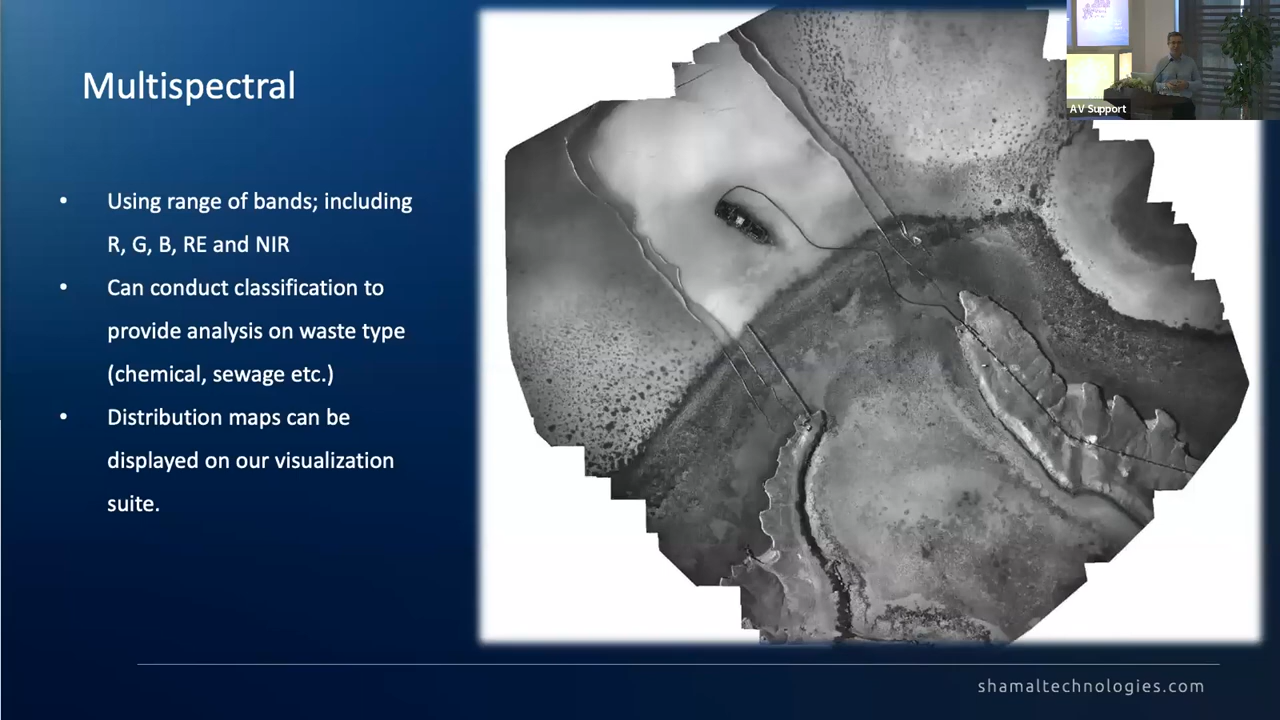 Multispectral
• Using range of bands; including
R, G, B, RE and NIR
• Can conduct classification to
provide analysis on waste type
(chemical, sewage etc.)
• Distribution maps can be
displayed on our visualization
suite.
AV Support
shamaltechnologies.com